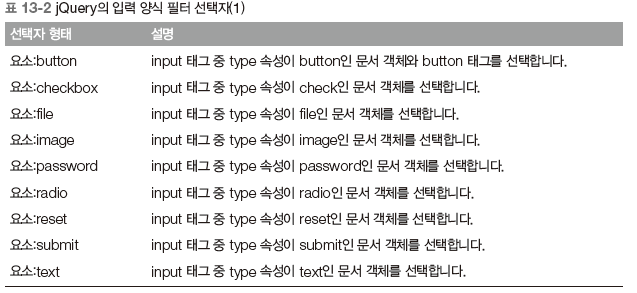 표 13-2 jQuery의 입력 양식 필터 선택자(1)
선택자 형태 설명
요소:button input 태그 중 type 속성이 button인 문서 객체와 button 태그를 선택합니다.
요소:checkbox input 태그 중 type 속성이 check인 문서 객체를 선택합니다.
요소:file input 태그 중 type 속성이 file인 문서 객체를 선택합니다.
요소:image input 태그 중 type 속성이 image인 문서 객체를 선택합니다.
요소:password input 태그 중 type 속성이 password인 문서 객체를 선택합니다.
요소:radio input 태그 중 type 속성이 radio인 문서 객체를 선택합니다.
요소:reset input 태그 중 type 속성이 reset인 문서 객체를 선택합니다.
요소:submit input 태그 중 type 속성이 submit인 문서 객체를 선택합니다.
요소:text input 태그 중 type 속성이 text인 문서 객체를 선택합니다.